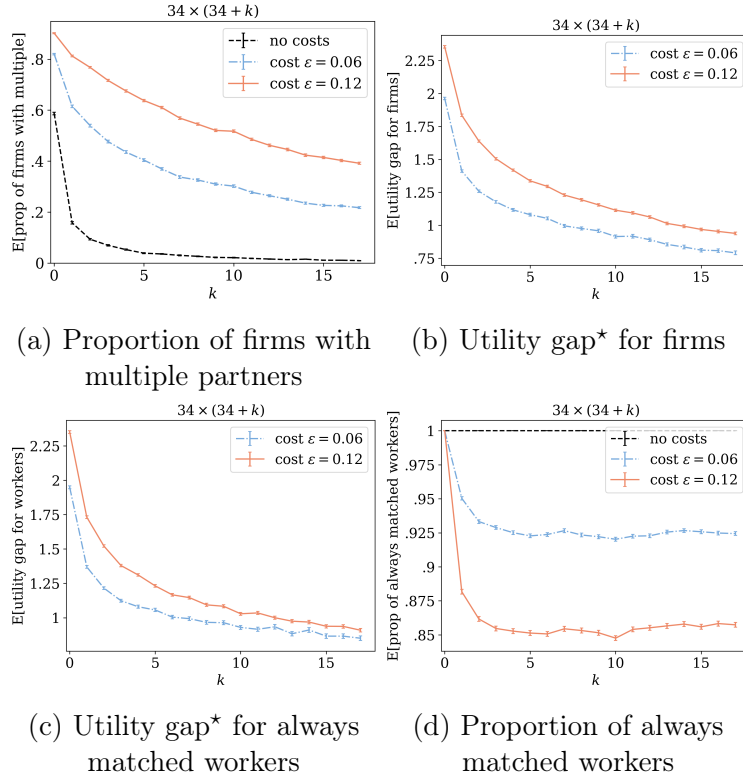 34 × (34 + k)
E[prop of firms with multiple]
.8
.6
.4
.2
0
no costs
cost ε = 0.06
cost ε = 0.12
0 5 10 15
k
(a) Proportion of firms with
multiple partners
34 × (34 + k)
E[utility gap for firms]
2.25
2
1.75
1.5
1.25
1
.75
cost ε = 0.06
cost ε = 0.12
0 5 10 15
k
(b) Utility gap⋆ for firms
34 × (34 + k)
E[utility gap for workers]
2.25
2
1.75
1.5
1.25
1
cost ε = 0.06
cost ε = 0.12
0 5 10 15
k
(c) Utility gap⋆ for always
matched workers
34 × (34 + k)
E[prop of always matched workers]
1
.975
.95
.925
.9
.875
.85
no costs
cost ε = 0.06
cost ε = 0.12
0 5 10 15
k
(d) Proportion of always
matched workers